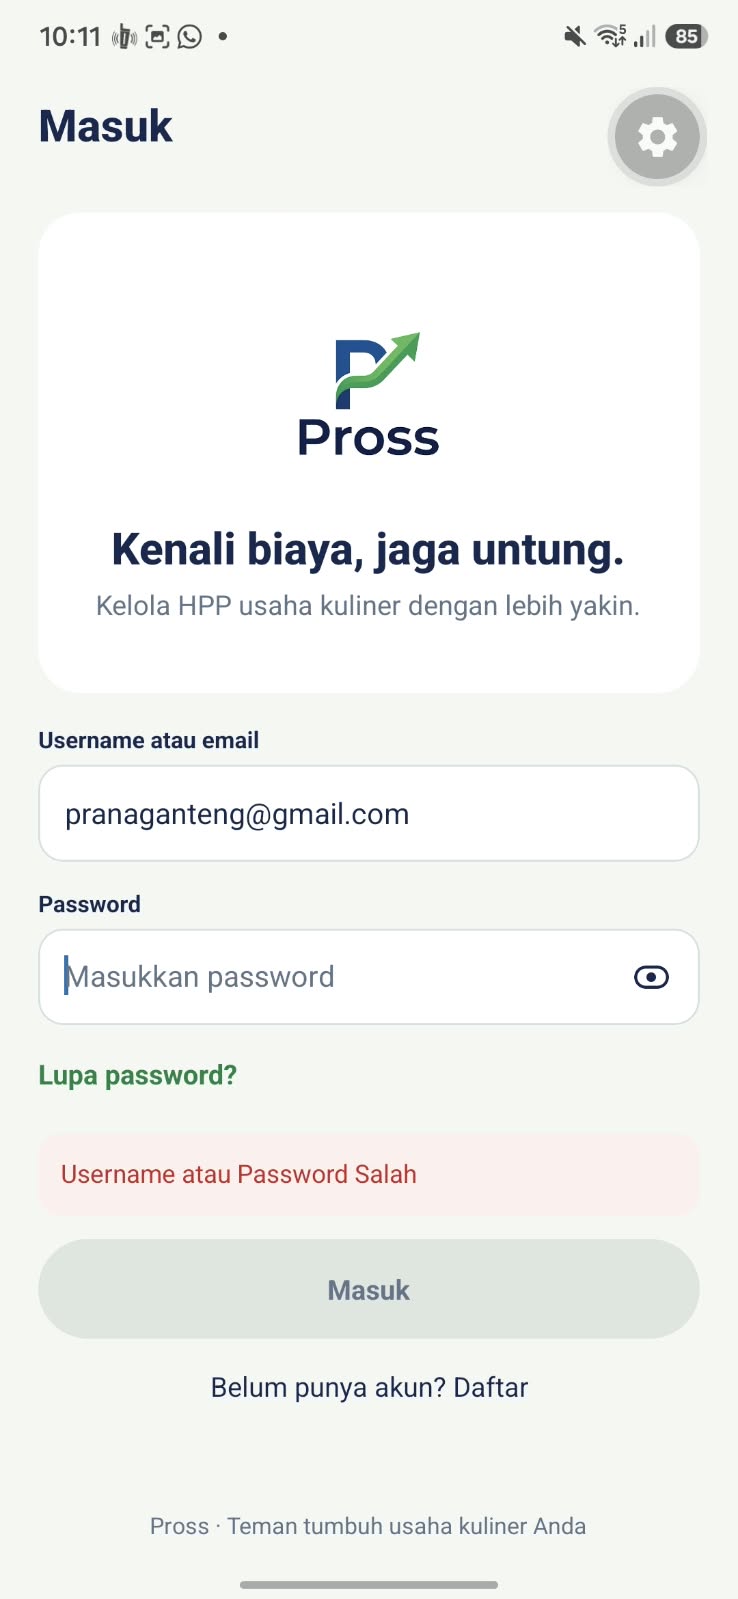 10:11
5
85
Masuk
Pross
Kenali biaya, jaga untung.
Kelola HPP usaha kuliner dengan lebih yakin.
Username atau email
pranaganteng@gmail.com
Password
Masukkan password
Lupa password?
Username atau Password Salah
Masuk
Belum punya akun? Daftar
Pross · Teman tumbuh usaha kuliner Anda